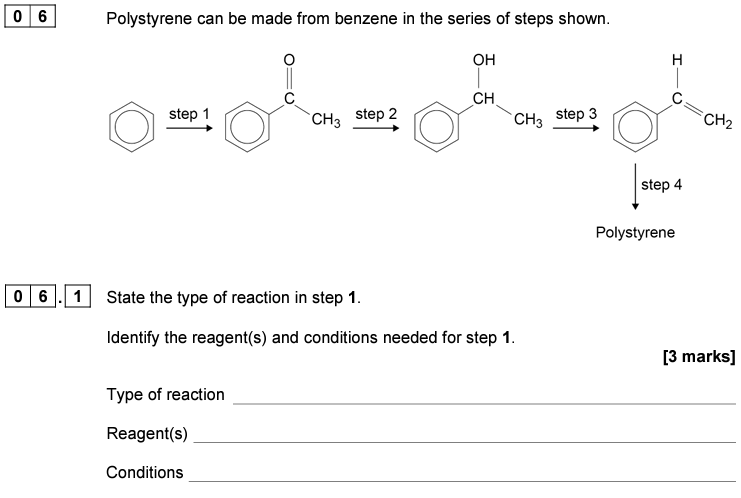 0 6 Polystyrene can be made from benzene in the series of steps shown.
O OH H
C CH C
step 1 CH3 step 2 CH3 step 3 CH2
step 4
Polystyrene
0 6 . 1 State the type of reaction in step 1.
Identify the reagent(s) and conditions needed for step 1.
[3 marks]
Type of reaction
Reagent(s)
Conditions